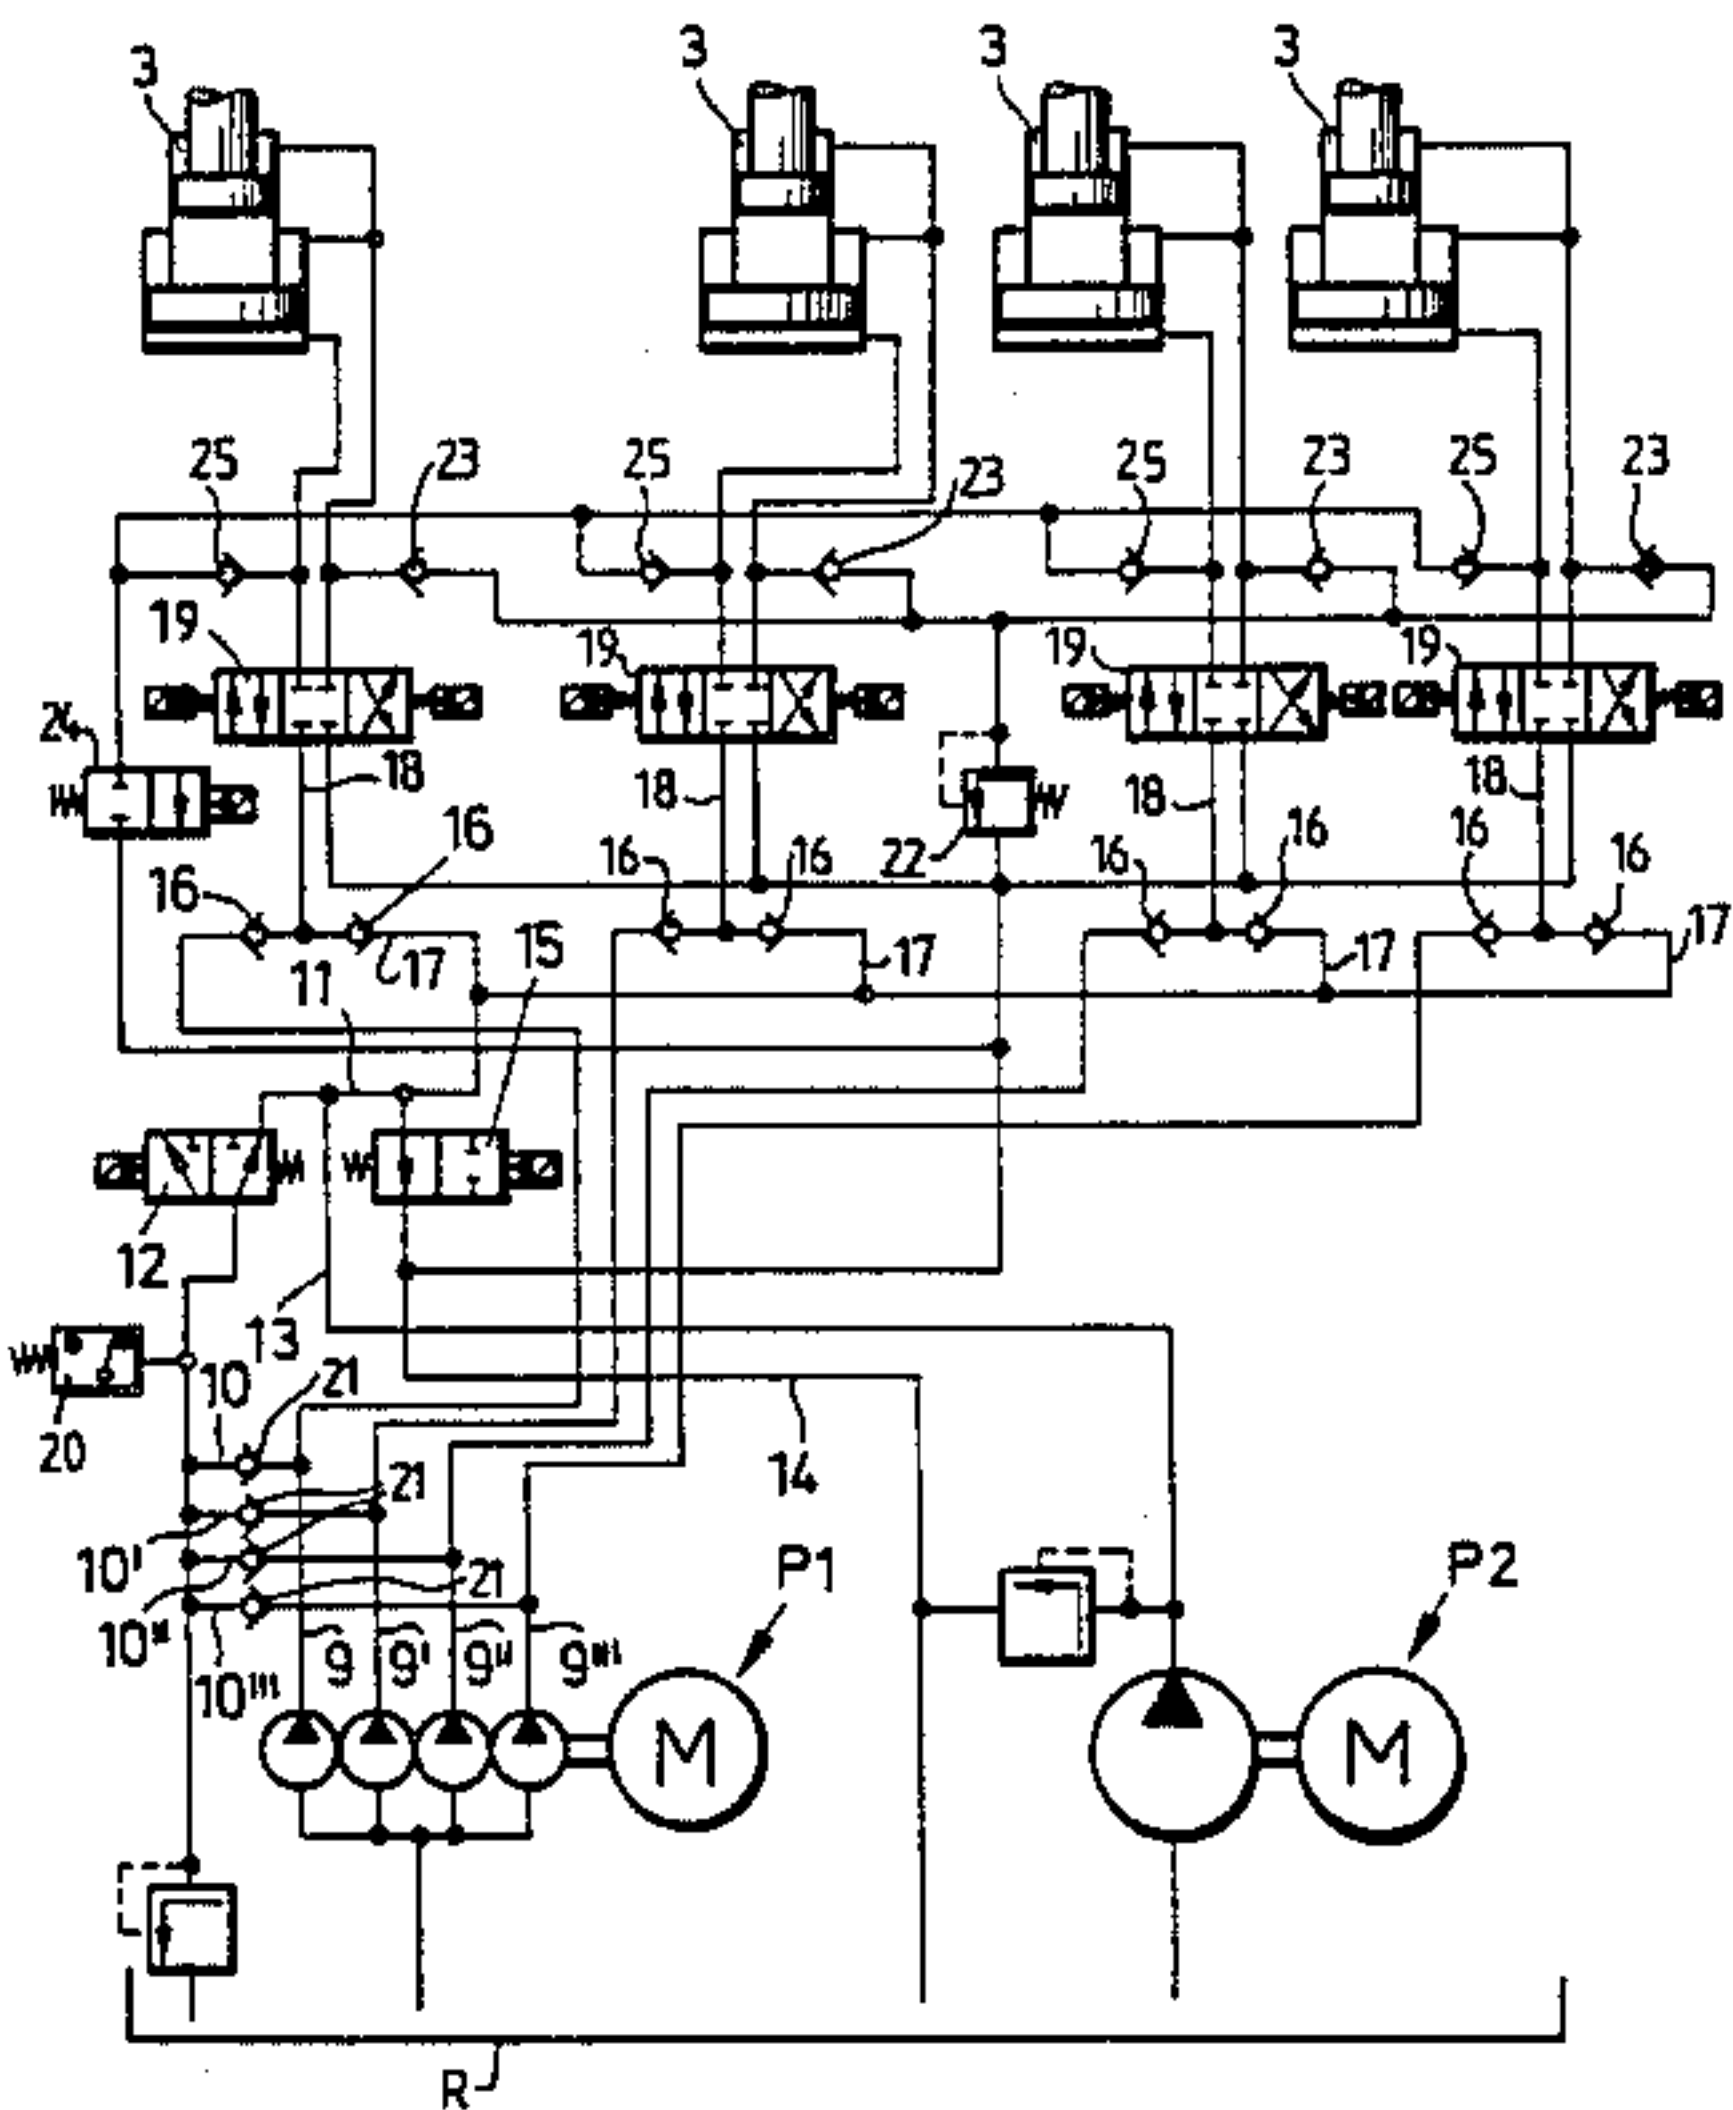 3 3 3 3
25 23 25 23 25 23 25 23
19 19 19 19
24 18 18 18 18
16 16 16 16 22 16 16 16 16
11 17 15 17 17 17
12
13
20 10 21
21 14
10' 21 P1 P2
10" 9 9' 9" 9'''
10'''
M M
R